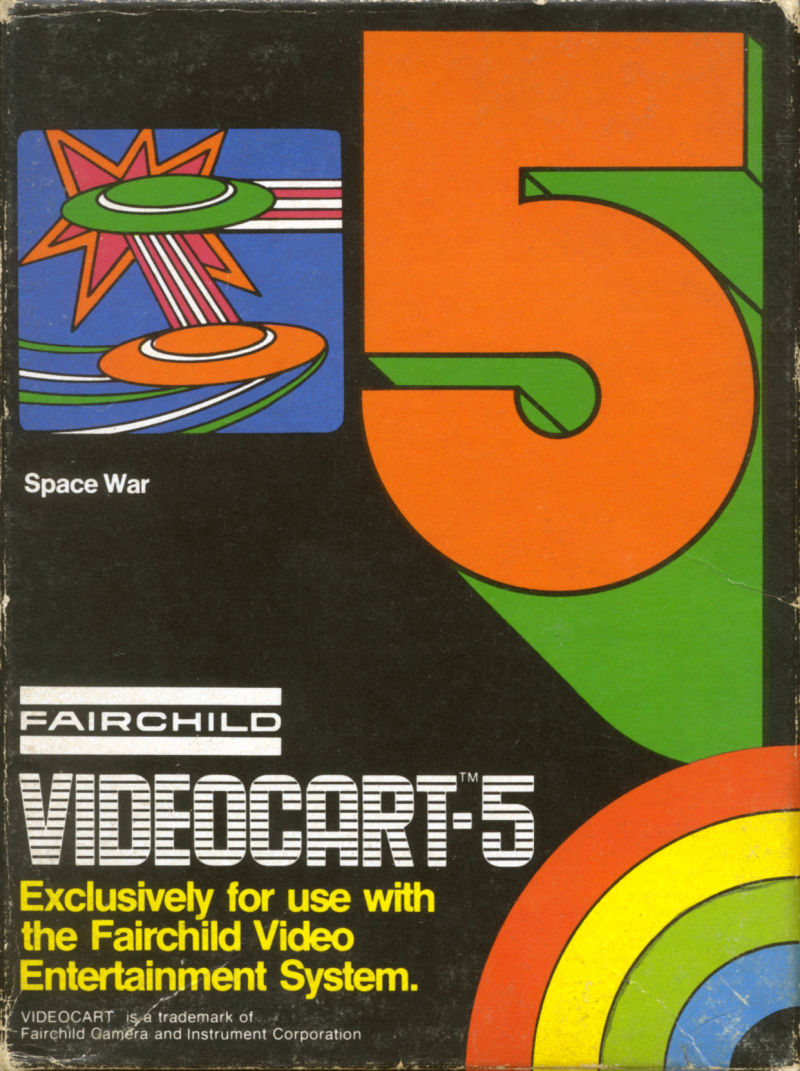 5
Space War
FAIRCHILD
VIDEOCART™-5
Exclusively for use with
the Fairchild Video
Entertainment System.
VIDEOCART is a trademark of
Fairchild Camera and Instrument Corporation